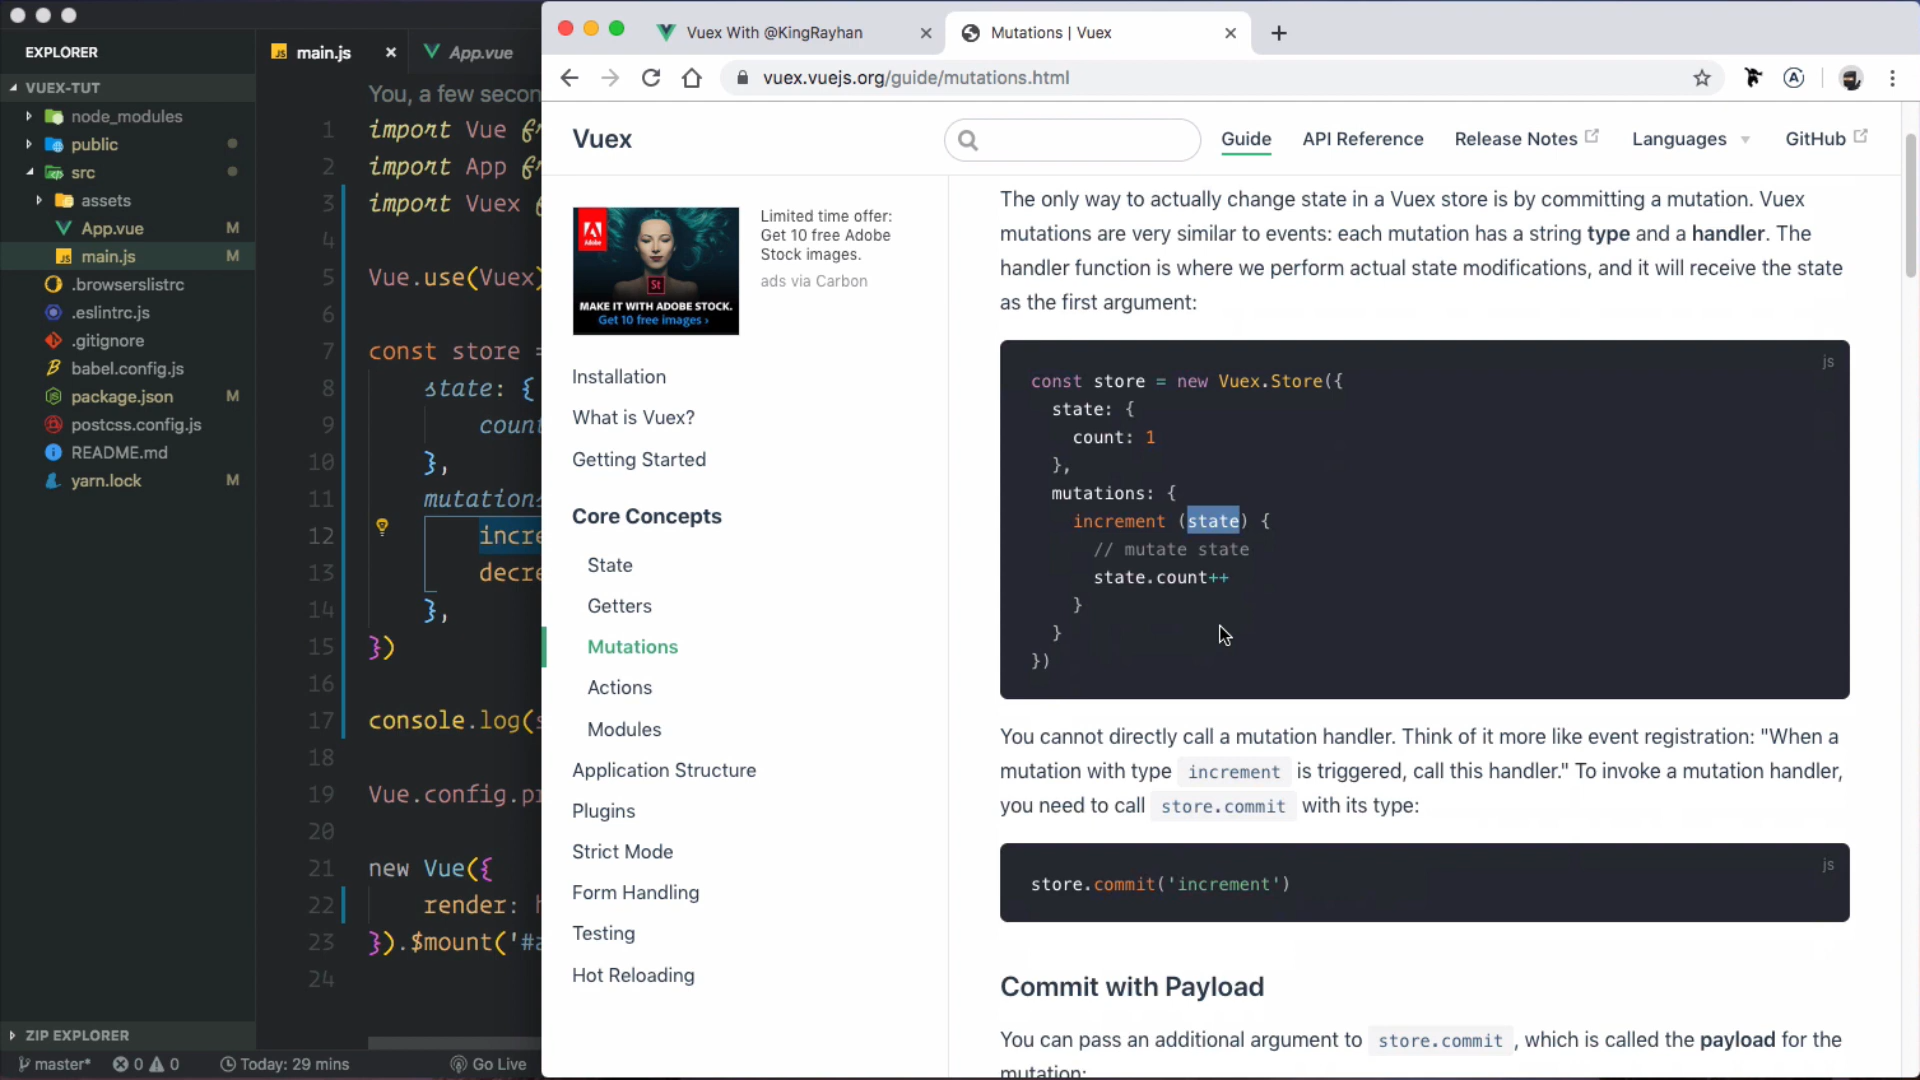 EXPLORER
VUEX-TUT
node_modules
public
src
assets
App.vue M
main.js M
.browserslistrc
.eslintrc.js
.gitignore
babel.config.js
package.json M
postcss.config.js
README.md
yarn.lock M
ZIP EXPLORER
master* 0 0 Today: 29 mins Go Live
main.js × App.vue
You, a few secon
1 import Vue fr
2 import App fr
3 import Vuex
4
5 Vue.use(Vuex)
6
7 const store =
8 state: {
9 count
10 },
11 mutations
12 incre
13 decre
14 },
15 })
16
17 console.log(s
18
19 Vue.config.pr
20
21 new Vue({
22 render: h
23 }).$mount('#a
24
Vuex With @KingRayhan ×
Mutations | Vuex × +
vuex.vuejs.org/guide/mutations.html
Vuex
Guide API Reference Release Notes Languages GitHub
Adobe
St
MAKE IT WITH ADOBE STOCK.
Get 10 free images ›
Limited time offer:
Get 10 free Adobe
Stock images.
ads via Carbon
Installation
What is Vuex?
Getting Started
Core Concepts
State
Getters
Mutations
Actions
Modules
Application Structure
Plugins
Strict Mode
Form Handling
Testing
Hot Reloading
The only way to actually change state in a Vuex store is by committing a mutation. Vuex
mutations are very similar to events: each mutation has a string type and a handler. The
handler function is where we perform actual state modifications, and it will receive the state
as the first argument:
js
const store = new Vuex.Store({
state: {
count: 1
},
mutations: {
increment (state) {
// mutate state
state.count++
}
}
})
You cannot directly call a mutation handler. Think of it more like event registration: "When a
mutation with type increment is triggered, call this handler." To invoke a mutation handler,
you need to call store.commit with its type:
js
store.commit('increment')
Commit with Payload
You can pass an additional argument to store.commit , which is called the payload for the
mutation: